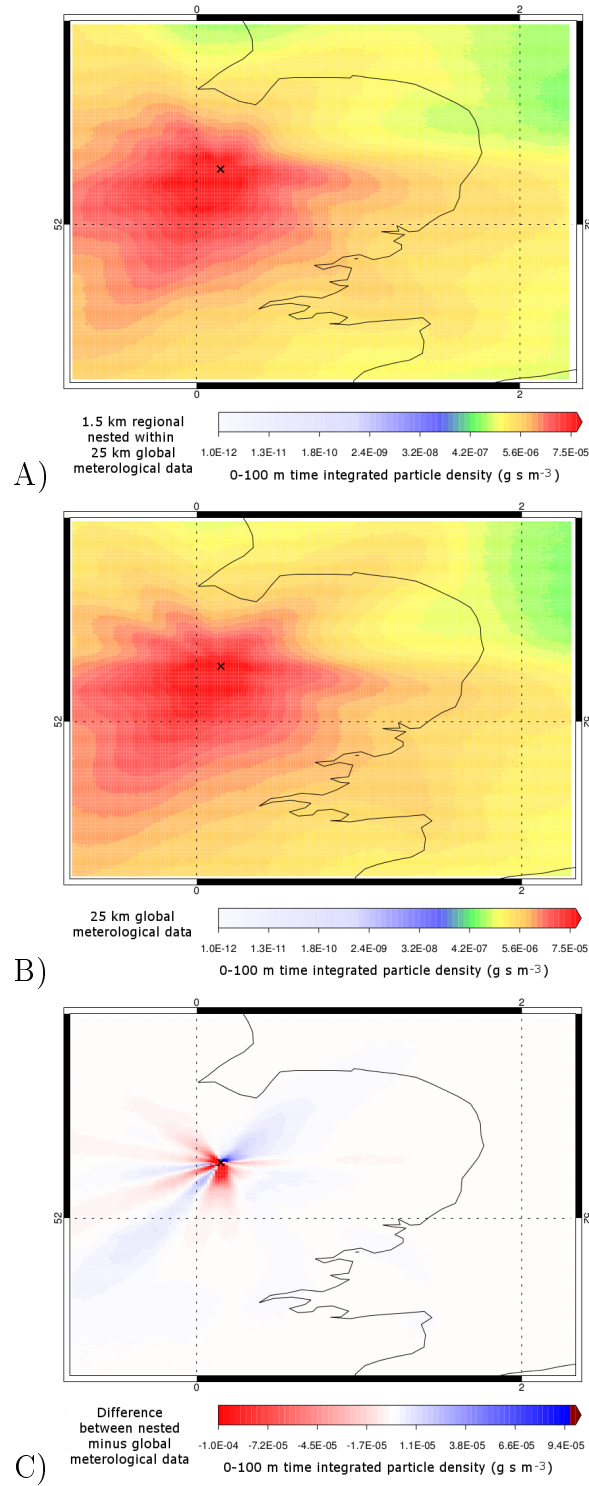 0 2
52 52
0 2
1.5 km regional
nested within
25 km global
meterological data
1.0E-12 1.3E-11 1.8E-10 2.4E-09 3.2E-08 4.2E-07 5.6E-06 7.5E-05
0-100 m time integrated particle density (g s m-3)
A)
0 2
52 52
0 2
25 km global
meterological data
1.0E-12 1.3E-11 1.8E-10 2.4E-09 3.2E-08 4.2E-07 5.6E-06 7.5E-05
0-100 m time integrated particle density (g s m-3)
B)
0 2
52 52
0 2
Difference
between nested
minus global
meterological data
-1.0E-04 -7.2E-05 -4.5E-05 -1.7E-05 1.1E-05 3.8E-05 6.6E-05 9.4E-05
0-100 m time integrated particle density (g s m-3)
C)